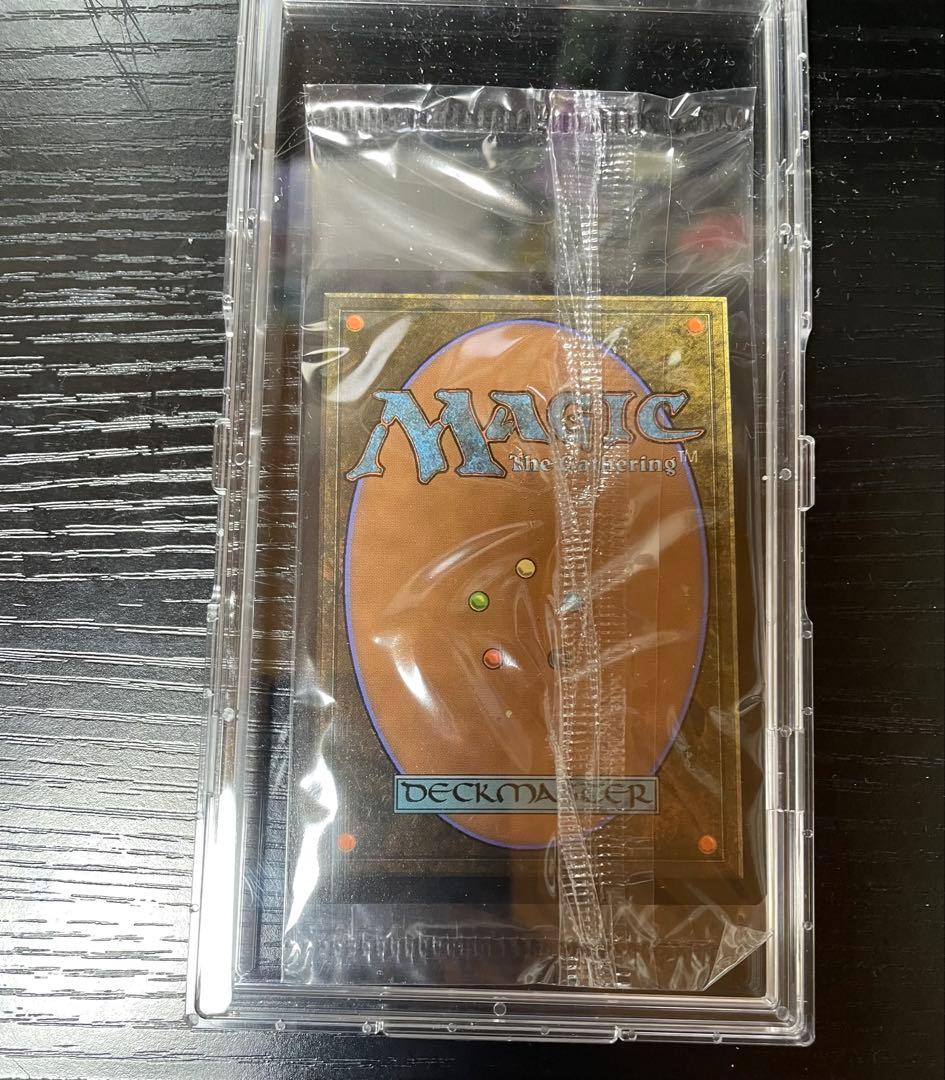 MAGIC
The Gathering™
DECKMASTER